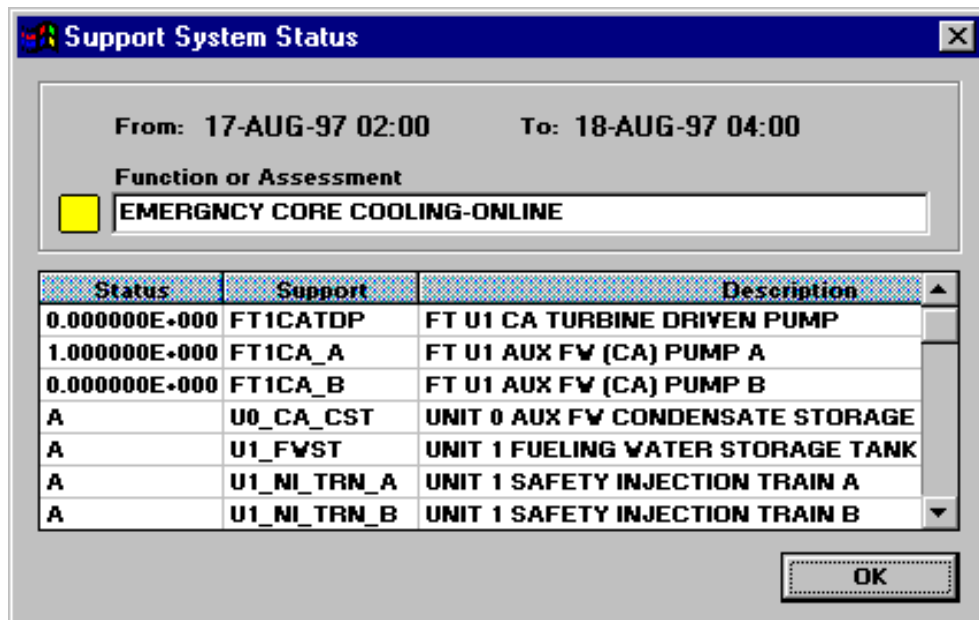 Support System Status
From: 17-AUG-97 02:00 To: 18-AUG-97 04:00
Function or Assessment
EMERGNCY CORE COOLING-ONLINE
Status Support Description
0.000000E+000 FT1CATDP FT U1 CA TURBINE DRIVEN PUMP
1.000000E+000 FT1CA_A FT U1 AUX FW (CA) PUMP A
0.000000E+000 FT1CA_B FT U1 AUX FW (CA) PUMP B
A U0_CA_CST UNIT 0 AUX FW CONDENSATE STORAGE
A U1_FWST UNIT 1 FUELING WATER STORAGE TANK
A U1_NI_TRN_A UNIT 1 SAFETY INJECTION TRAIN A
A U1_NI_TRN_B UNIT 1 SAFETY INJECTION TRAIN B
OK